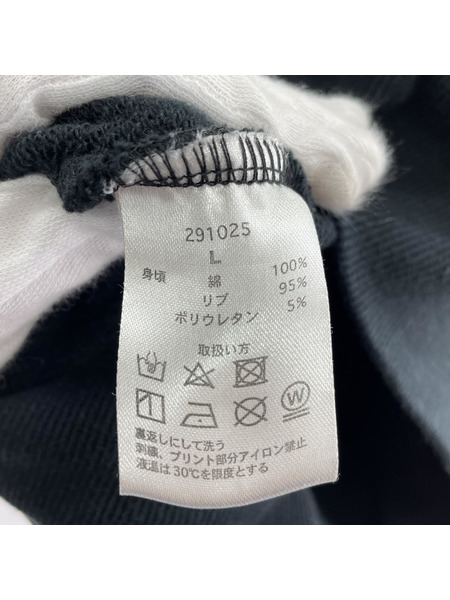 291025
L
身頃 綿 100%
リブ 95%
ポリウレタン 5%
取扱い方
W
裏返しにして洗う
刺繍、プリント部分アイロン禁止
液温は30℃を限度とする